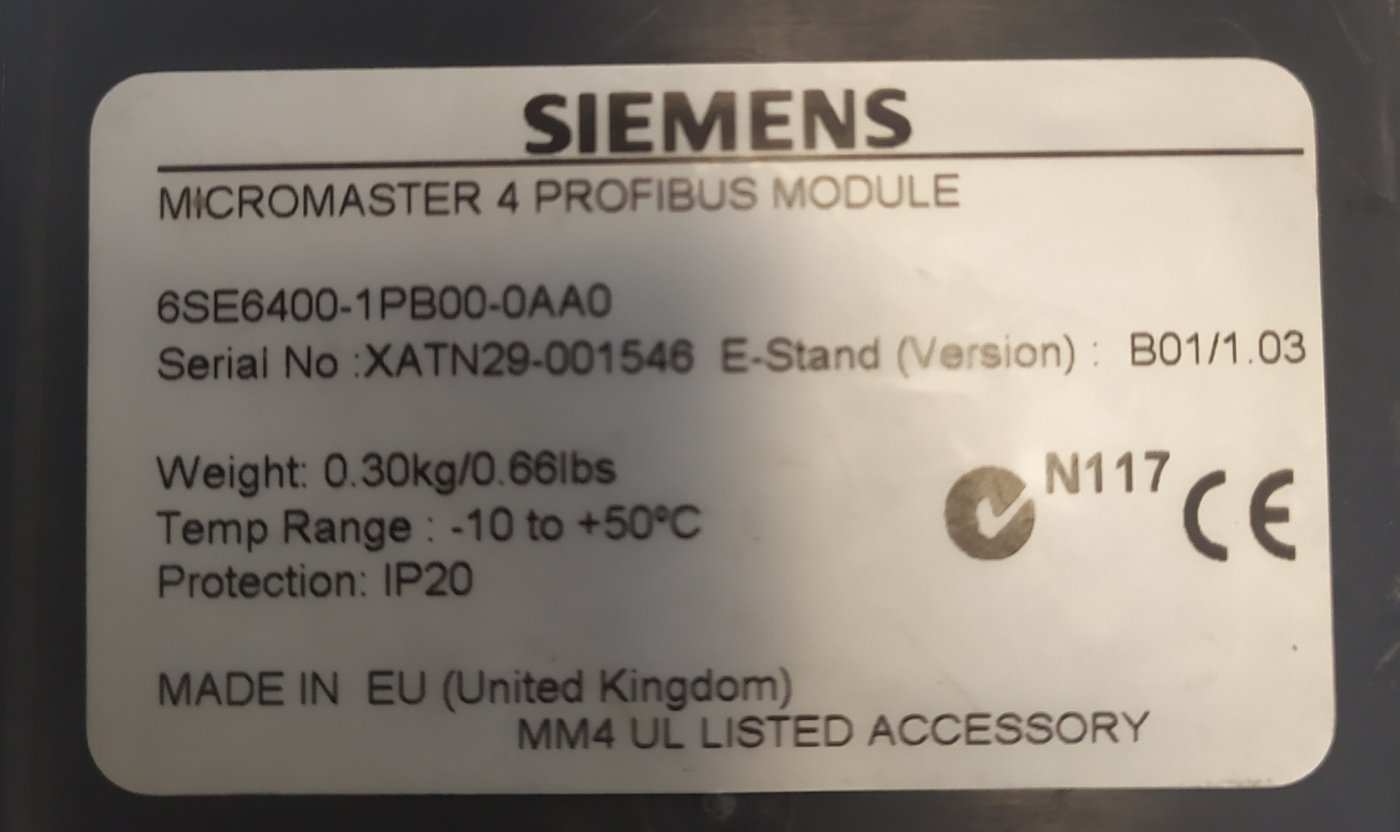 SIEMENS
MICROMASTER 4 PROFIBUS MODULE
6SE6400-1PB00-0AA0
Serial No :XATN29-001546 E-Stand (Version) : B01/1.03
Weight: 0.30kg/0.66lbs
N117
CE
Temp Range : -10 to +50°C
Protection: IP20
MADE IN EU (United Kingdom)
MM4 UL LISTED ACCESSORY